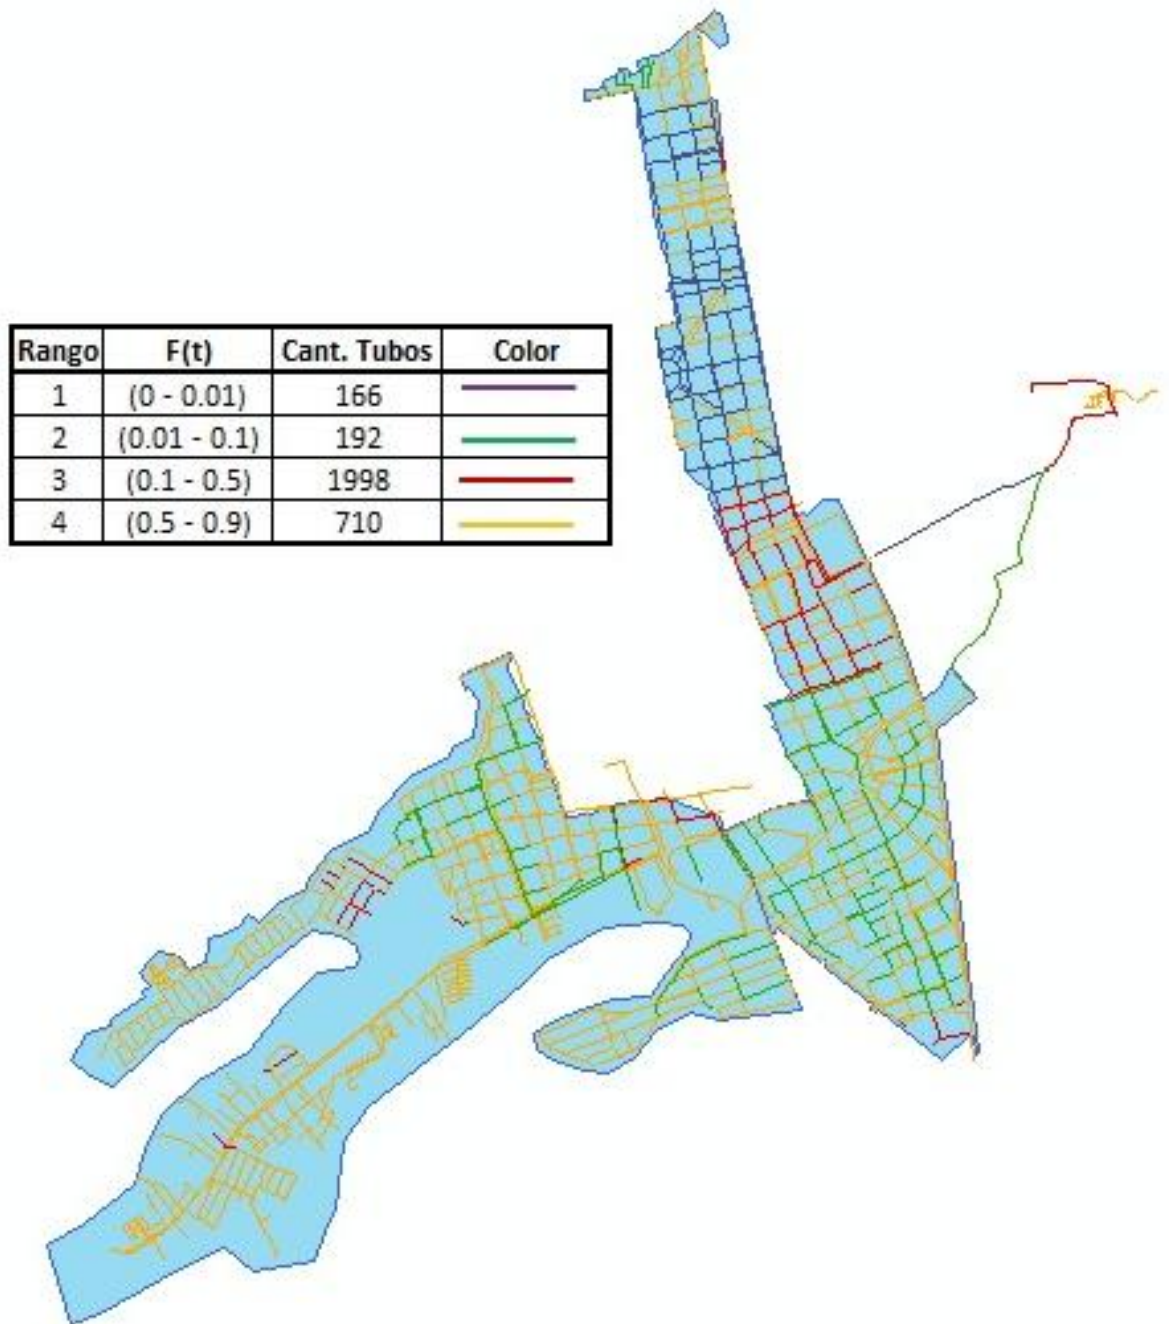 Rango F(t) Cant. Tubos Color
1 (0 - 0.01) 166
2 (0.01 - 0.1) 192
3 (0.1 - 0.5) 1998
4 (0.5 - 0.9) 710